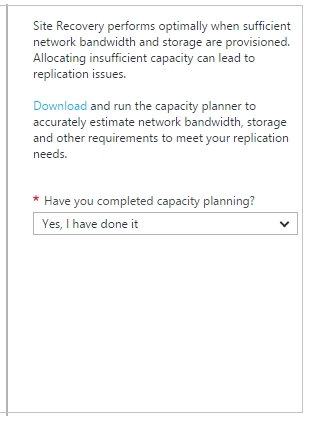 Site Recovery performs optimally when sufficient
network bandwidth and storage are provisioned.
Allocating insufficient capacity can lead to
replication issues.
Download and run the capacity planner to
accurately estimate network bandwidth, storage
and other requirements to meet your replication
needs.
* Have you completed capacity planning?
Yes, I have done it